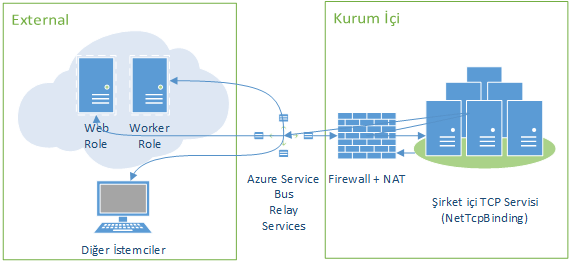 External
Kurum İçi
Web
Role
Worker
Role
Azure Service
Bus
Relay
Services
Firewall + NAT
Şirket içi TCP Servisi
(NetTcpBinding)
Diğer İstemciler